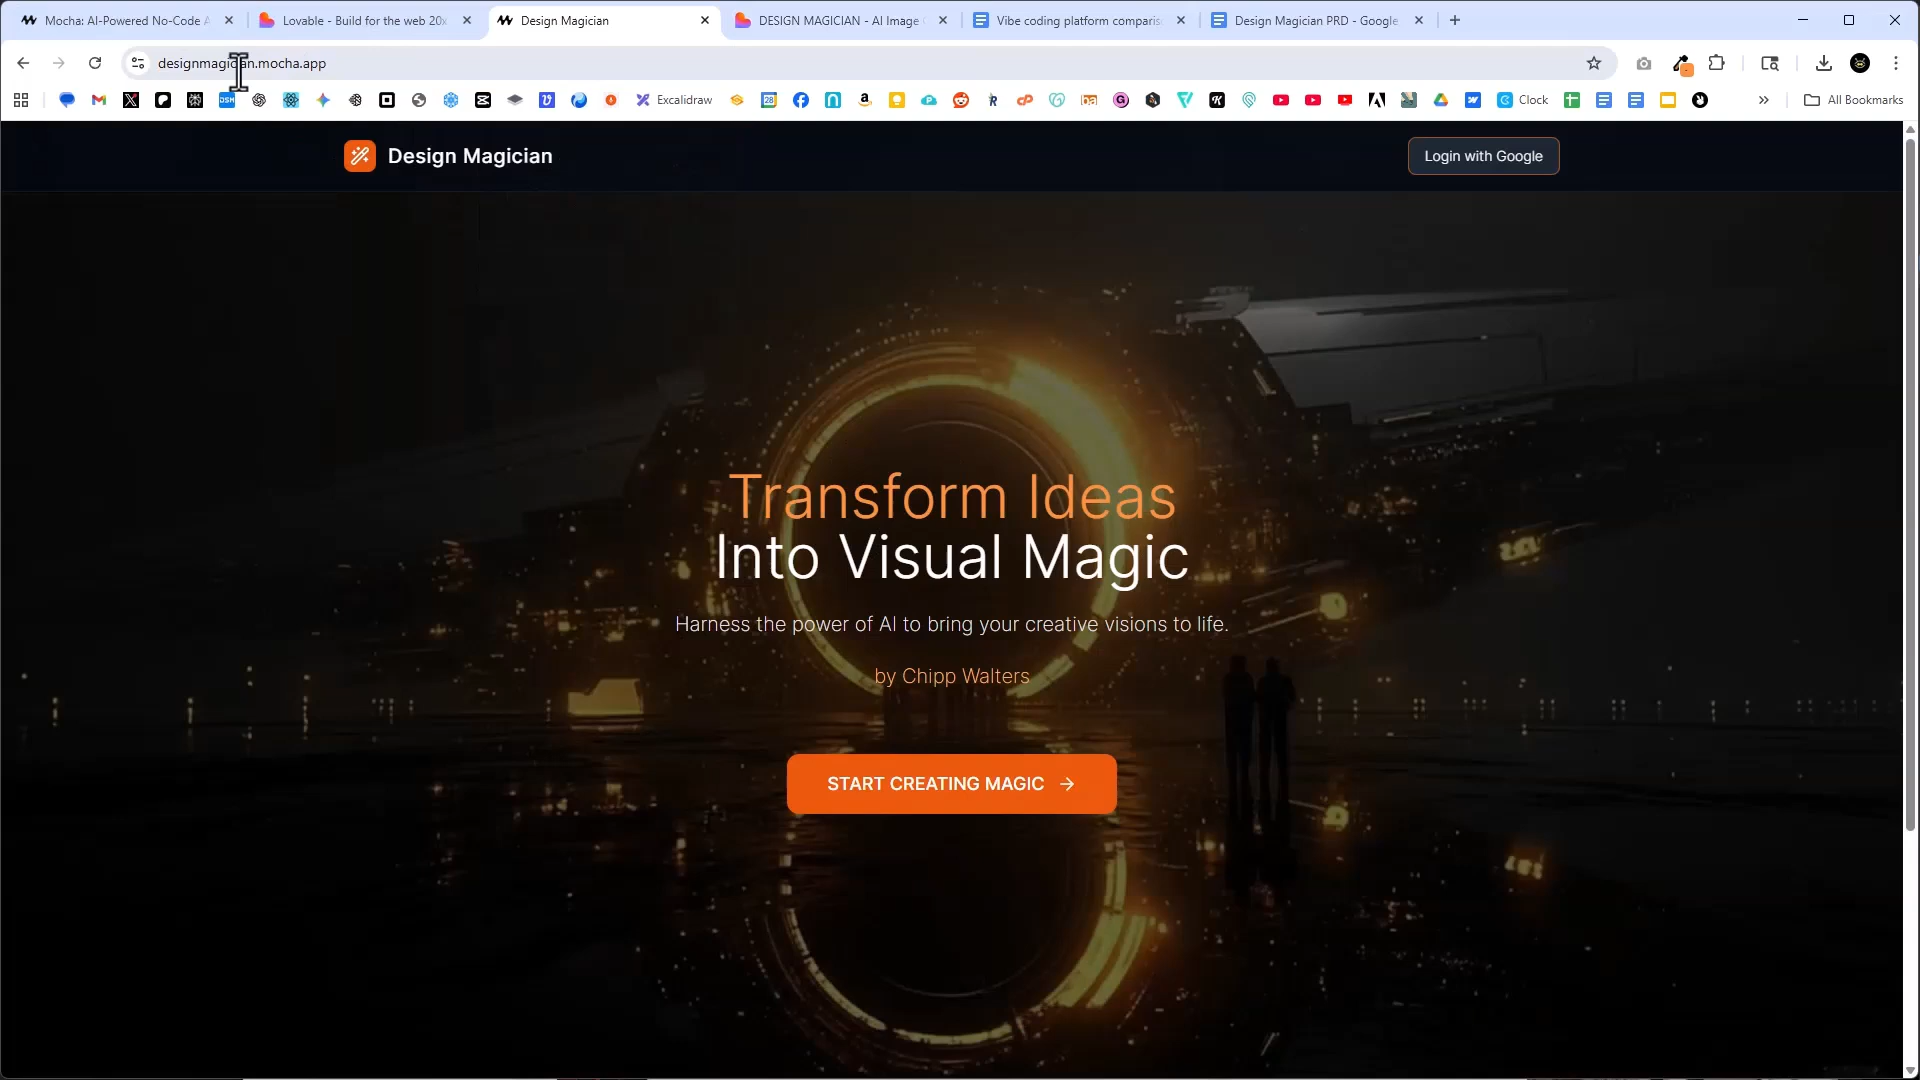 Mocha: AI-Powered No-Code A
Lovable - Build for the web 20x
Design Magician
DESIGN MAGICIAN - AI Image
Vibe coding platform comparis
Design Magician PRD - Google
designmagician.mocha.app
Excalidraw
Clock
All Bookmarks
Design Magician
Login with Google
Transform Ideas
Into Visual Magic
Harness the power of AI to bring your creative visions to life.
by Chipp Walters
START CREATING MAGIC